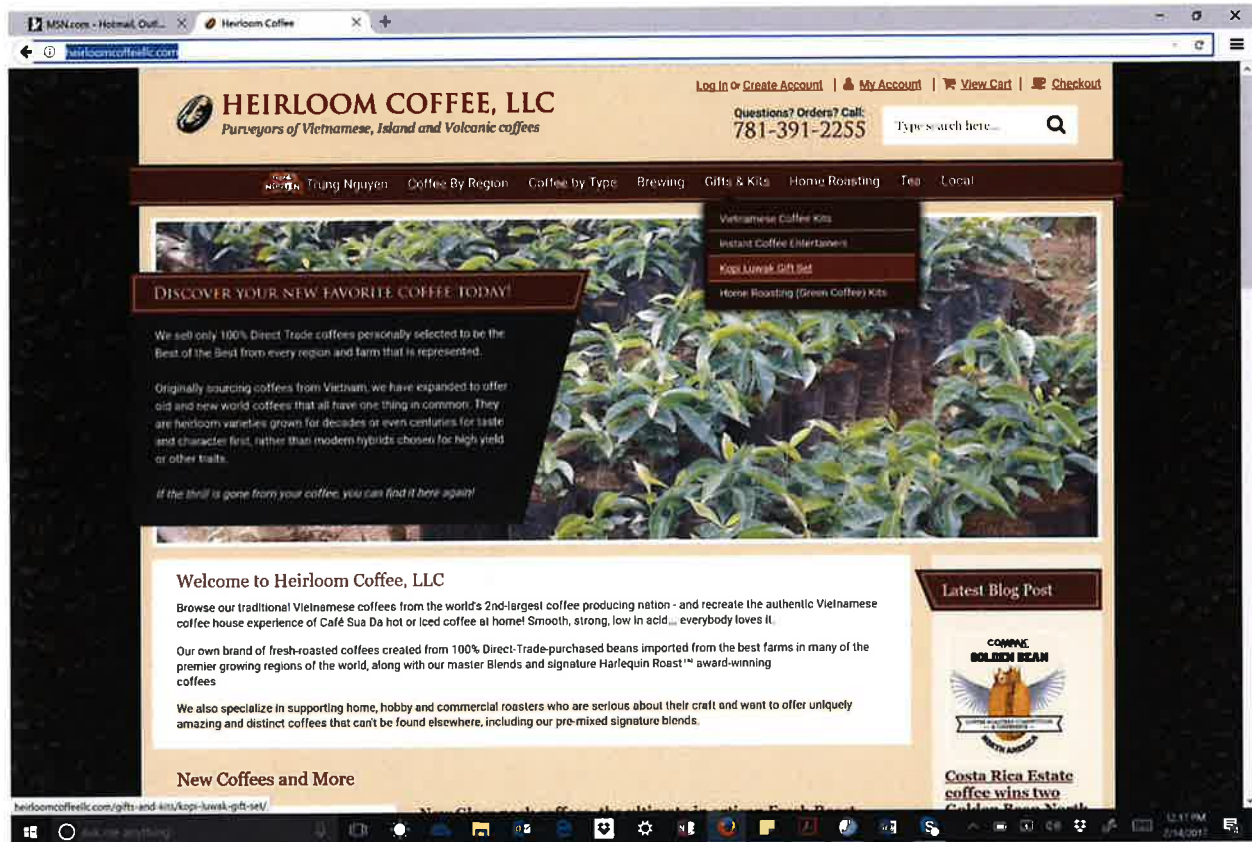 MSN.com - Hotmail, Outl...
Heirloom Coffee
heirloomcoffeellc.com
Log In or Create Account | My Account | View Cart | Checkout
HEIRLOOM COFFEE, LLC
Purveyors of Vietnamese, Island and Volcanic coffees
Questions? Orders? Call:
781-391-2255
Type search here...
Trung Nguyen Coffee By Region Coffee by Type Brewing Gifts & Kits Home Roasting Tea Local
Vietnamese Coffee Kits
Instant Coffee Entertainers
Kopi Luwak Gift Set
Home Roasting (Green Coffee) Kits
DISCOVER YOUR NEW FAVORITE COFFEE TODAY!
We sell only 100% Direct Trade coffees personally selected to be the
Best of the Best from every region and farm that is represented.
Originally sourcing coffees from Vietnam, we have expanded to offer
old and new world coffees that all have one thing in common. They
are heirloom varieties grown for decades or even centuries for taste
and character first, rather than modern hybrids chosen for high yield
or other traits.
If the thrill is gone from your coffee, you can find it here again!
Welcome to Heirloom Coffee, LLC
Browse our traditional Vietnamese coffees from the world's 2nd-largest coffee producing nation - and recreate the authentic Vietnamese
coffee house experience of Café Sua Da hot or iced coffee at home! Smooth, strong, low in acid... everybody loves it.
Our own brand of fresh-roasted coffees created from 100% Direct-Trade-purchased beans imported from the best farms in many of the
premier growing regions of the world, along with our master Blends and signature Harlequin Roast™ award-winning
coffees
We also specialize in supporting home, hobby and commercial roasters who are serious about their craft and want to offer uniquely
amazing and distinct coffees that can't be found elsewhere, including our pre-mixed signature blends.
Latest Blog Post
COMPAK
GOLDEN BEAN
COFFEE ROASTERS COMPETITION
& CONFERENCE
NORTH AMERICA
Costa Rica Estate
coffee wins two
Golden Bean North
New Coffees and More
heirloomcoffeellc.com/gifts-and-kits/kopi-luwak-gift-set/
Ask me anything
12:17 PM
2/14/2017